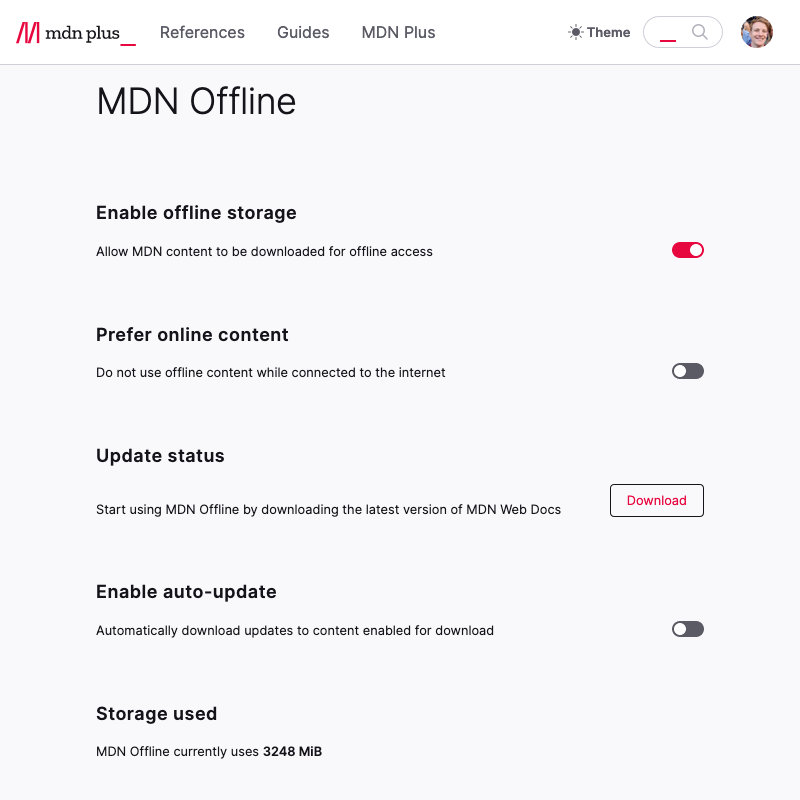 mdn plus_ References Guides MDN Plus Theme
MDN Offline
Enable offline storage
Allow MDN content to be downloaded for offline access
Prefer online content
Do not use offline content while connected to the internet
Update status
Start using MDN Offline by downloading the latest version of MDN Web Docs Download
Enable auto-update
Automatically download updates to content enabled for download
Storage used
MDN Offline currently uses 3248 MiB